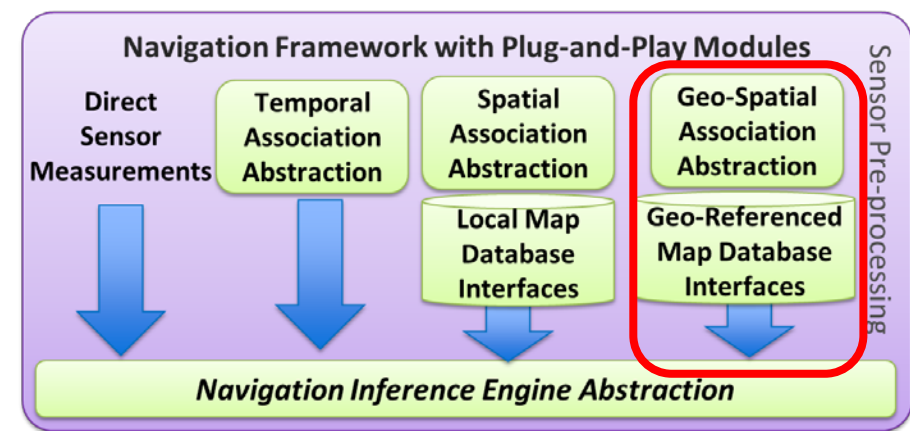 Navigation Framework with Plug-and-Play Modules
Direct
Sensor
Measurements
Temporal
Association
Abstraction
Spatial
Association
Abstraction
Local Map
Database
Interfaces
Geo-Spatial
Association
Abstraction
Geo-Referenced
Map Database
Interfaces
Sensor Pre-processing
Navigation Inference Engine Abstraction